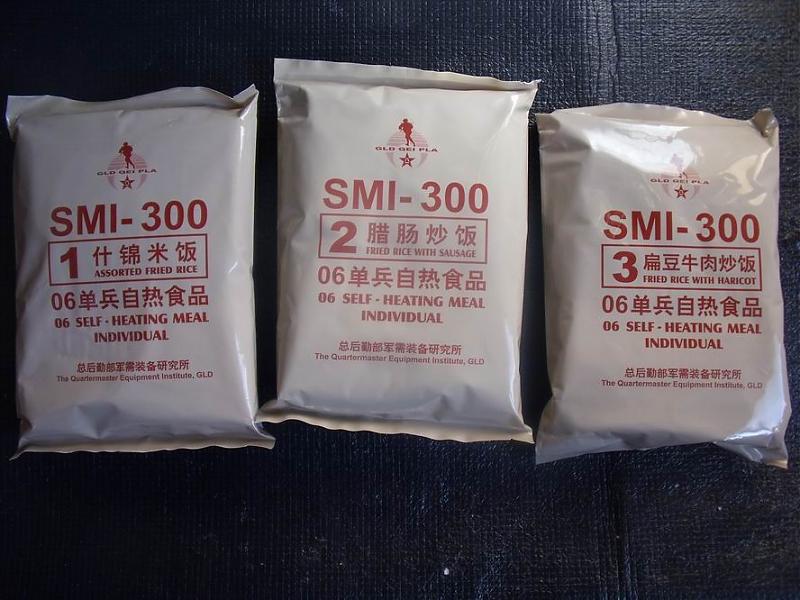 GLD GEI PLA
SMI-300
1 什锦米饭
ASSORTED FRIED RICE
06单兵自热食品
06 SELF-HEATING MEAL
INDIVIDUAL
总后勤部军需装备研究所
The Quartermaster Equipment Institute, GLD
GLD GEI PLA
SMI-300
2 腊肠炒饭
FRIED RICE WITH SAUSAGE
06单兵自热食品
06 SELF-HEATING MEAL
INDIVIDUAL
总后勤部军需装备研究所
The Quartermaster Equipment Institute, GLD
GLD GEI PLA
SMI-300
3 扁豆牛肉炒饭
FRIED RICE WITH HARICOT
06单兵自热食品
06 SELF-HEATING MEAL
INDIVIDUAL
总后勤部军需装备研究所
The Quartermaster Equipment Institute, GLD